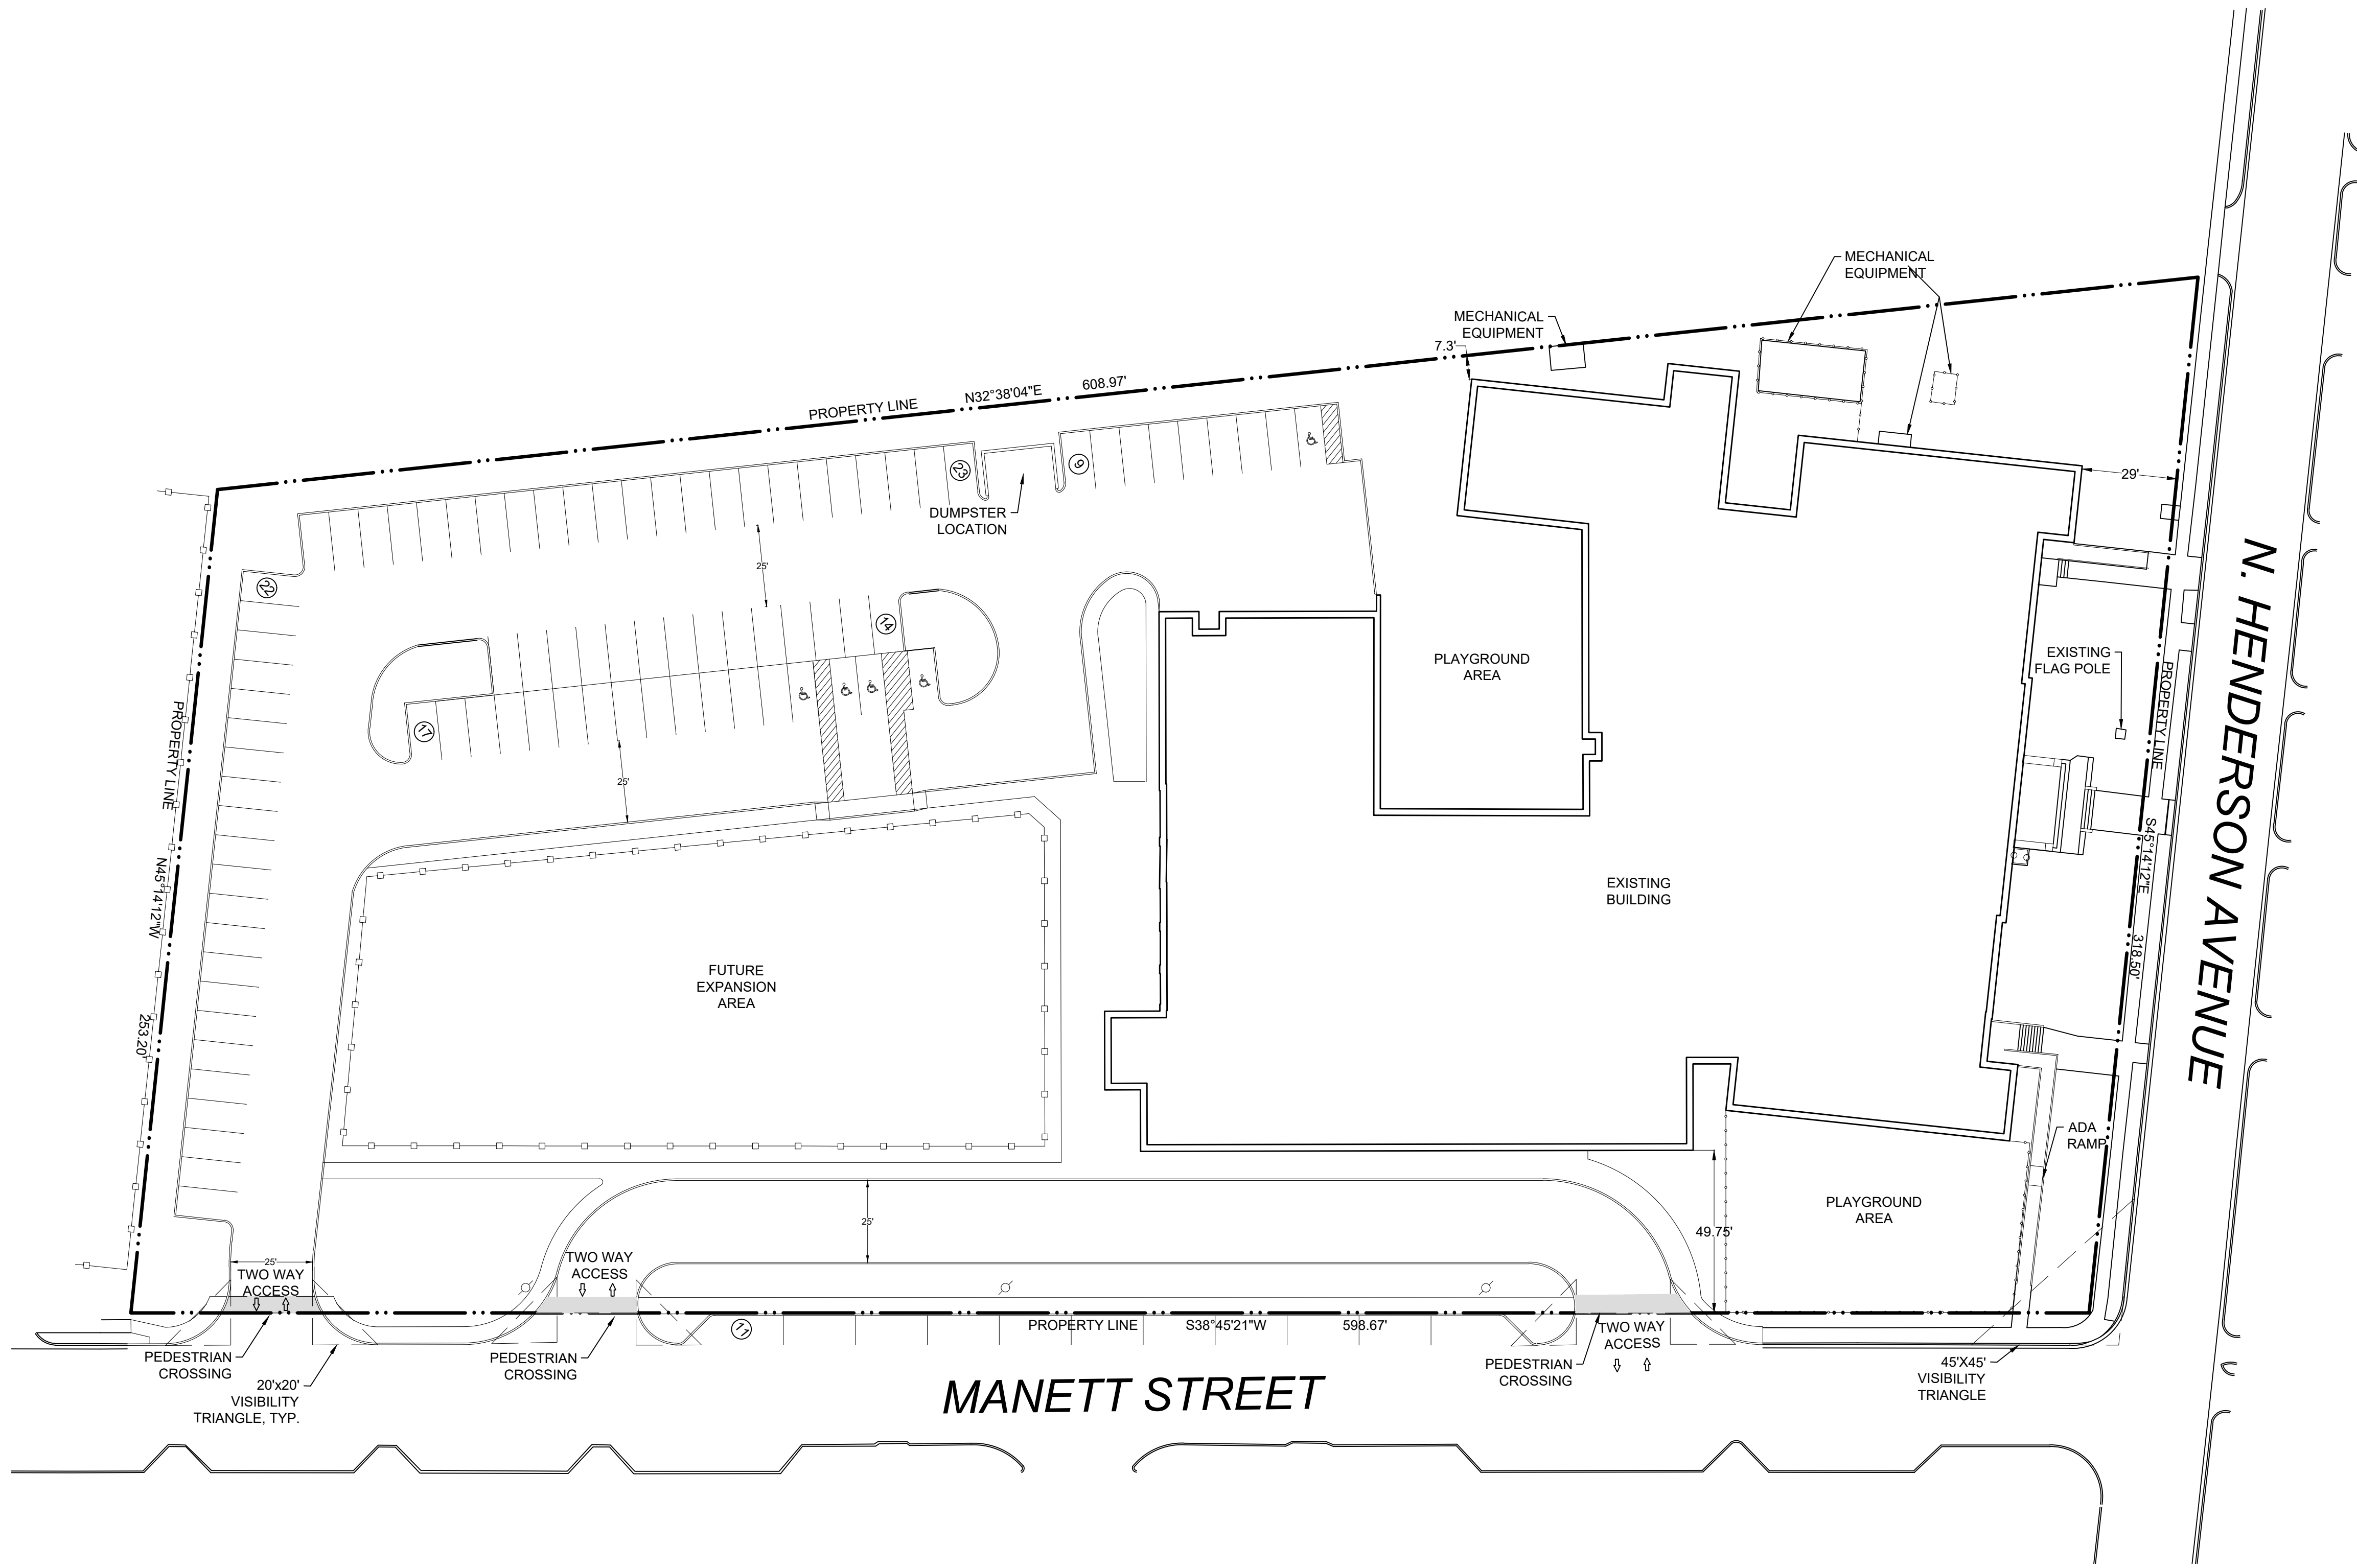 MECHANICAL
EQUIPMENT
MECHANICAL
EQUIPMENT
7.3'
PROPERTY LINE N32°38'04"E 608.97'
23
9
29'
DUMPSTER
LOCATION
25'
22
14
17
25'
PLAYGROUND
AREA
EXISTING
FLAG POLE
PROPERTY LINE
N45°14'12"W
253.20'
PROPERTY LINE
S45°14'12"E
318.50'
N. HENDERSON AVENUE
EXISTING
BUILDING
FUTURE
EXPANSION
AREA
ADA
RAMP
PLAYGROUND
AREA
49.75'
25'
25'
TWO WAY
ACCESS
TWO WAY
ACCESS
11
PROPERTY LINE S38°45'21"W 598.67'
TWO WAY
ACCESS
PEDESTRIAN
CROSSING
PEDESTRIAN
CROSSING
PEDESTRIAN
CROSSING
20'x20'
VISIBILITY
TRIANGLE, TYP.
45'X45'
VISIBILITY
TRIANGLE
MANETT STREET